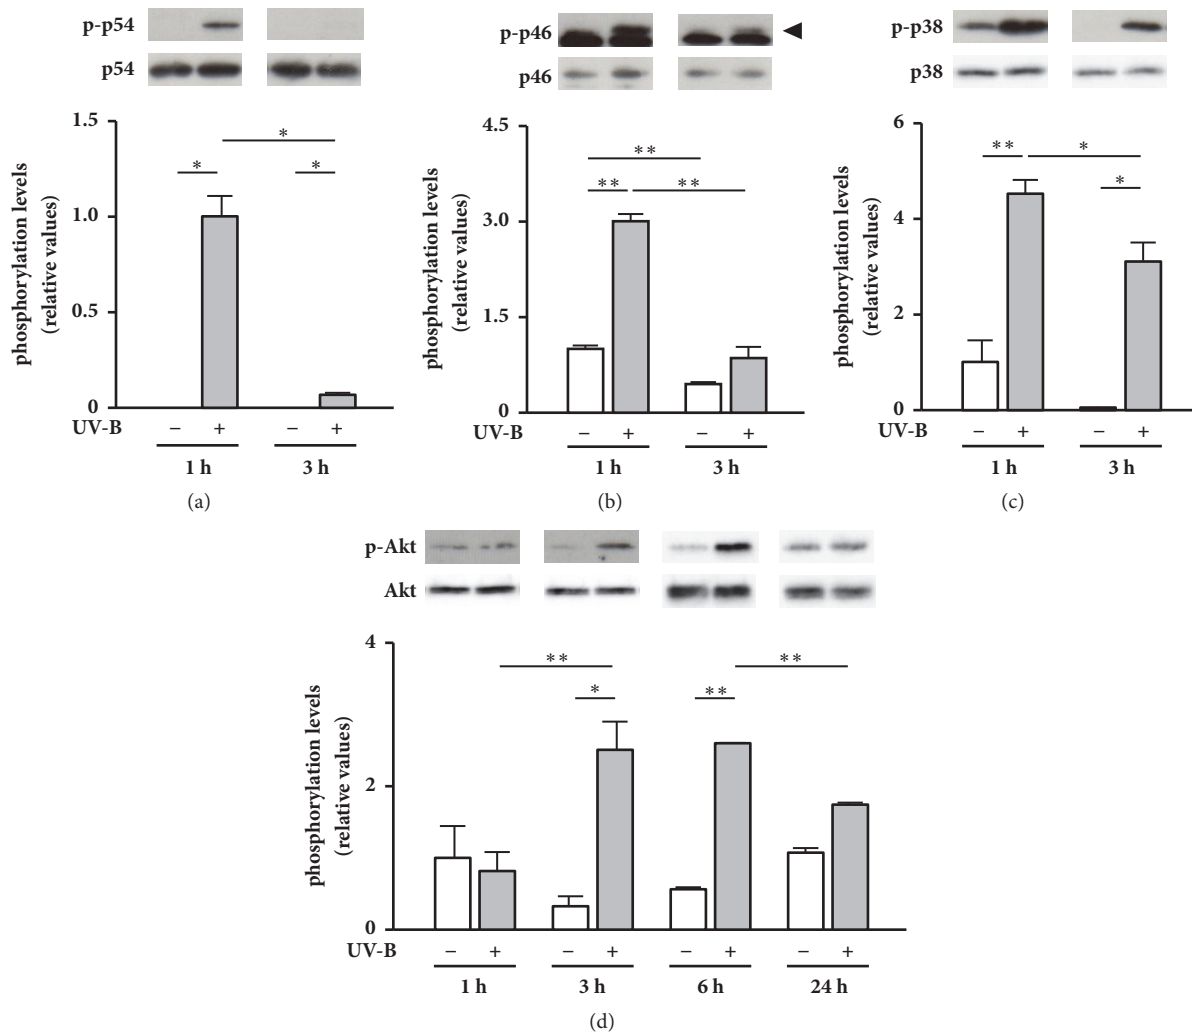 p-p54
p54
1.5
1.0
0.5
0
phosphorylation levels
(relative values)
*
*
*
UV-B − + − +
1 h 3 h
(a)
p-p46
p46
4.5
3.0
1.5
0
phosphorylation levels
(relative values)
**
**
**
UV-B − + − +
1 h 3 h
(b)
p-p38
p38
6
4
2
0
phosphorylation levels
(relative values)
**
*
*
UV-B − + − +
1 h 3 h
(c)
p-Akt
Akt
4
2
0
phosphorylation levels
(relative values)
** **
* **
UV-B − + − + − + − +
1 h 3 h 6 h 24 h
(d)